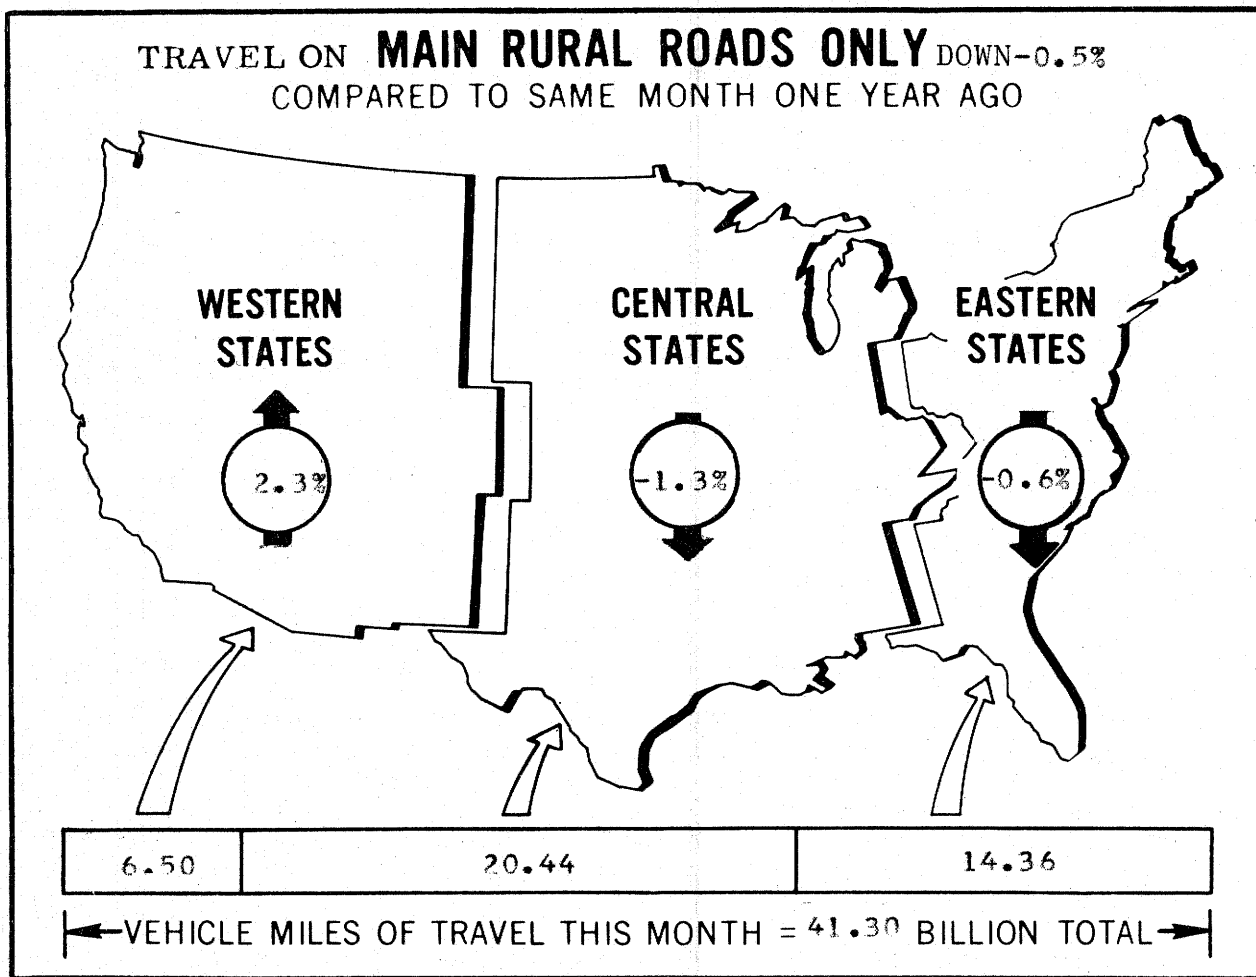 TRAVEL ON MAIN RURAL ROADS ONLY DOWN-0.5%
COMPARED TO SAME MONTH ONE YEAR AGO
WESTERN
STATES
2.3%
CENTRAL
STATES
-1.3%
EASTERN
STATES
-0.6%
6.50 20.44 14.36
VEHICLE MILES OF TRAVEL THIS MONTH = 41.30 BILLION TOTAL